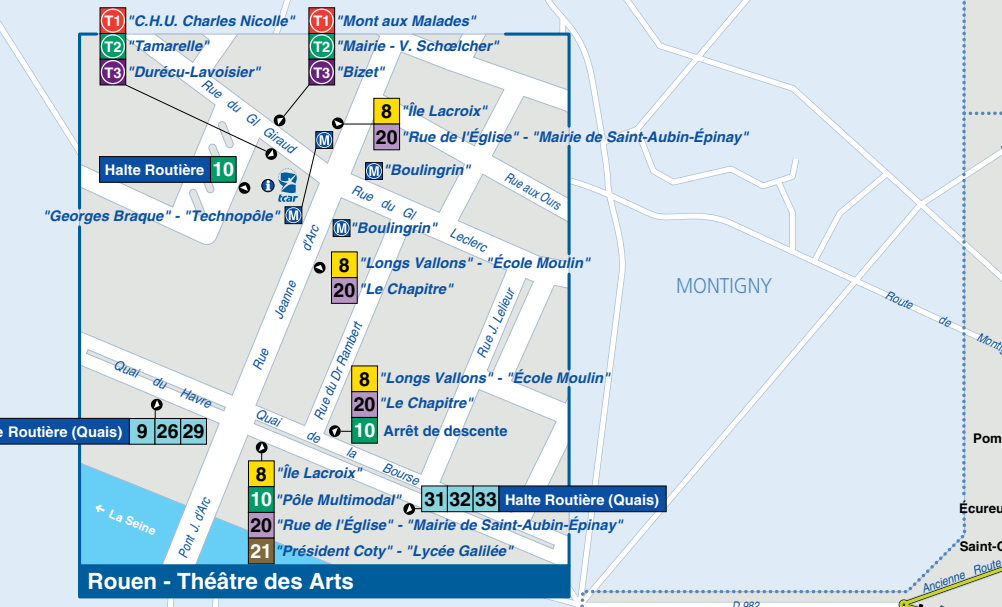 T1 "C.H.U. Charles Nicolle"
T2 "Tamarelle"
T3 "Durécu-Lavoisier"
T1 "Mont aux Malades"
T2 "Mairie - V. Schœlcher"
T3 "Bizet"
Rue du Gl Giraud
8 "Île Lacroix"
20 "Rue de l'Église" - "Mairie de Saint-Aubin-Épinay"
M
Halte Routière 10
M "Boulingrin"
i tcar
Rue aux Ours
"Georges Braque" - "Technopôle" M
Rue du Gl Leclerc
M "Boulingrin"
8 "Longs Vallons" - "École Moulin"
20 "Le Chapitre"
Rue Jeanne d'Arc
Rue J. Lelieur
Rue du Dr Rambert
MONTIGNY
Route de
Quai du Havre
8 "Longs Vallons" - "École Moulin"
20 "Le Chapitre"
10 Arrêt de descente
Quai de la Bourse
e Routière (Quais) 9 26 29
8 "Île Lacroix"
10 "Pôle Multimodal"
20 "Rue de l'Église" - "Mairie de Saint-Aubin-Épinay"
21 "Président Coty" - "Lycée Galilée"
31 32 33 Halte Routière (Quais)
← La Seine
Pont J. d'Arc
Rouen - Théâtre des Arts
Pom
Écureu
Saint-
Ancienne Route
D 982